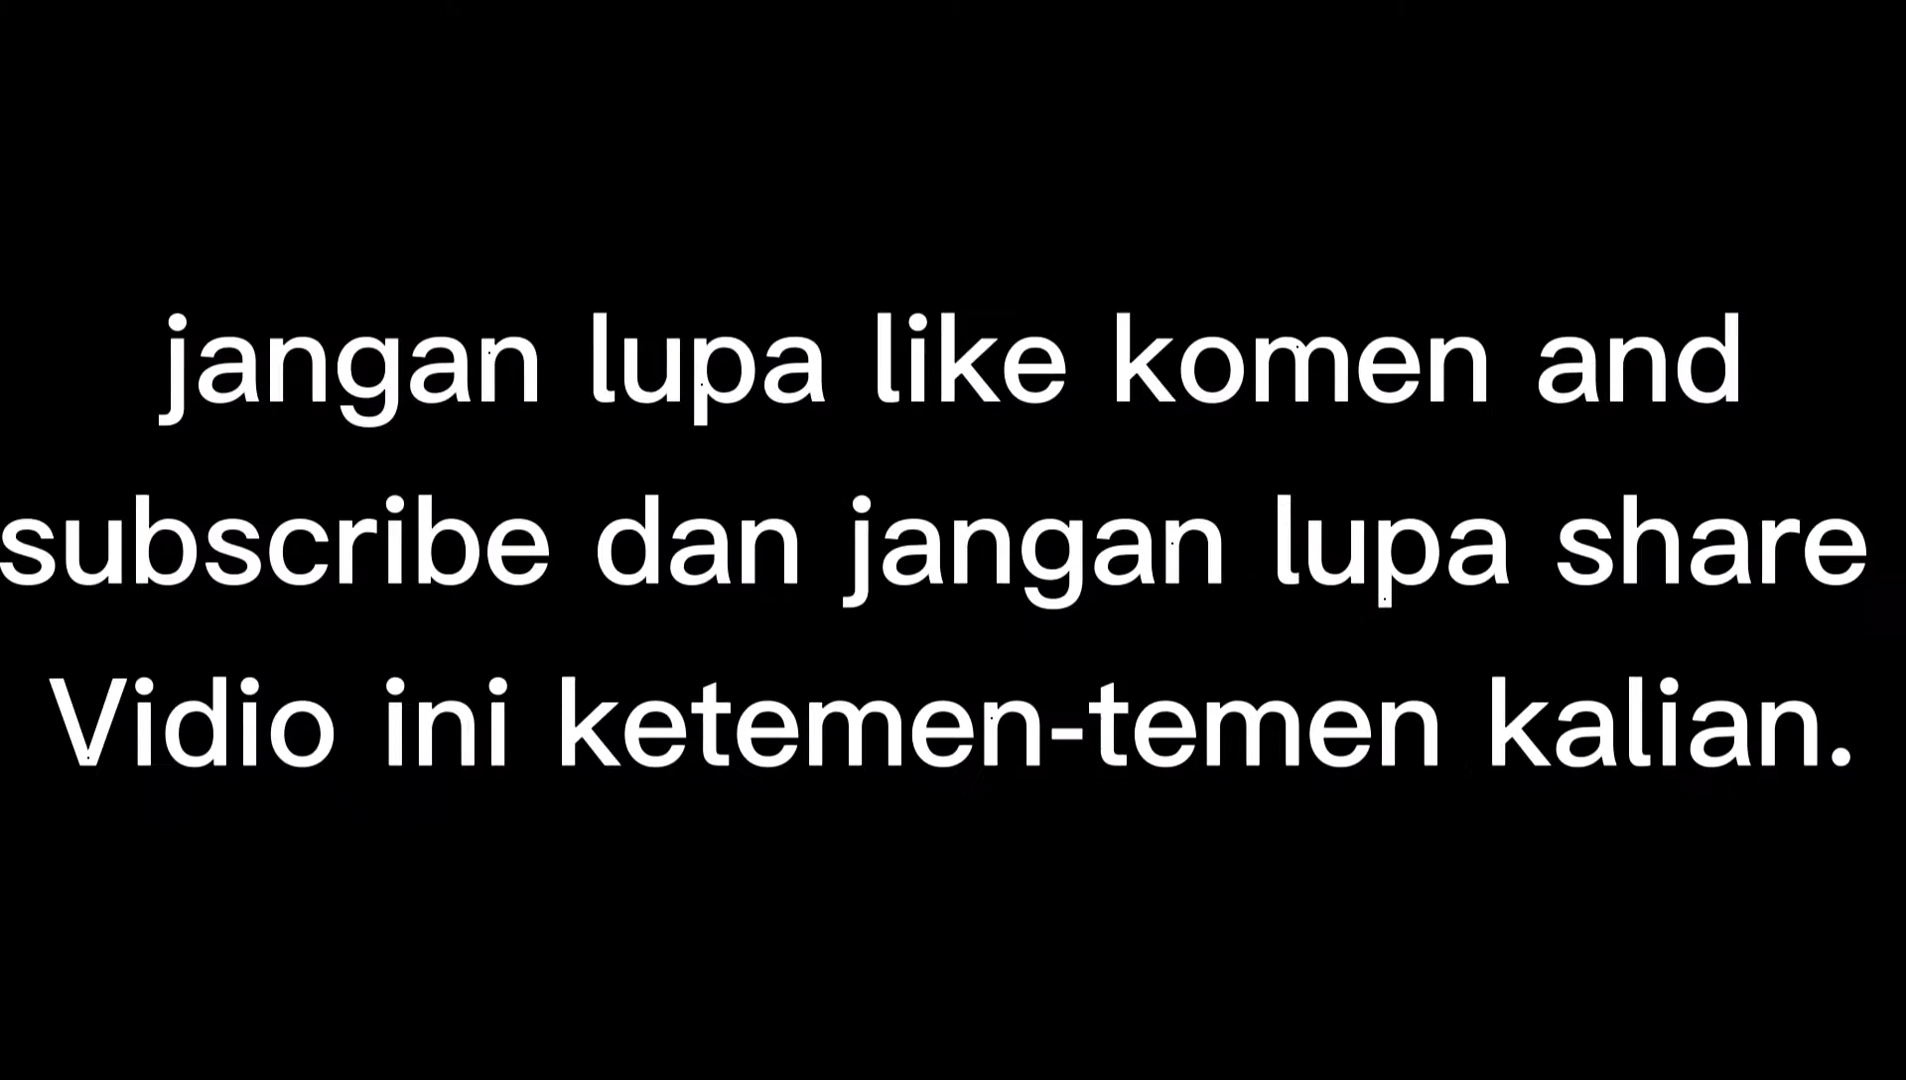 jangan lupa like komen and
subscribe dan jangan lupa share
Vidio ini ketemen-temen kalian.